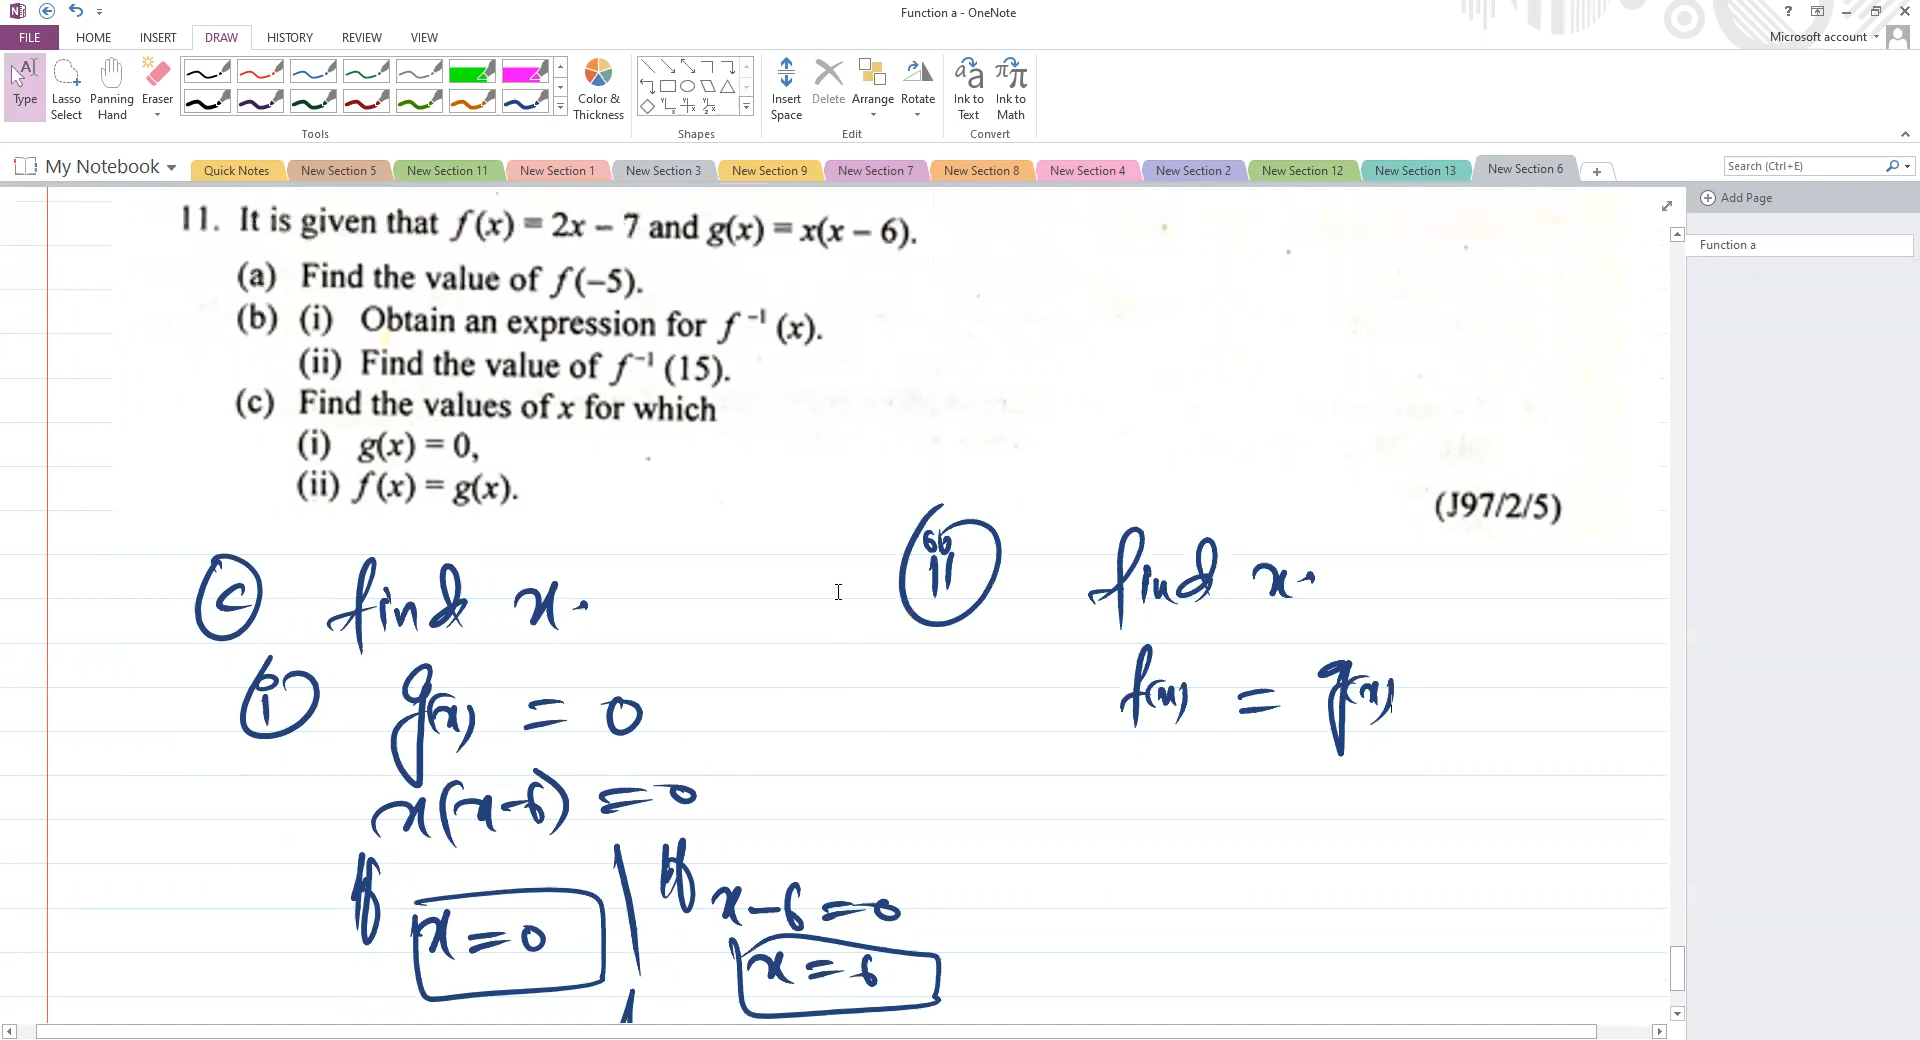 Function a - OneNote
FILE HOME INSERT DRAW HISTORY REVIEW VIEW
Microsoft account
Type
Lasso Select
Panning Hand
Eraser
Color & Thickness
Insert Space
Delete
Arrange
Rotate
Ink to Text
Ink to Math
Tools
Shapes
Edit
Convert
My Notebook
Quick Notes New Section 5 New Section 11 New Section 1 New Section 3 New Section 9 New Section 7 New Section 8 New Section 4 New Section 2 New Section 12 New Section 13 New Section 6
Search (Ctrl+E)
Add Page
Function a
11. It is given that f(x) = 2x − 7 and g(x) = x(x − 6).
(a) Find the value of f(−5).
(b) (i) Obtain an expression for f⁻¹ (x).
(ii) Find the value of f⁻¹ (15).
(c) Find the values of x for which
(i) g(x) = 0,
(ii) f(x) = g(x).
(J97/2/5)
(c) find x.
(i) g(x) = 0
x(x-6) = 0
if x = 0
if x - 6 = 0
x = 6
(ii) find x.
f(x) = g(x)